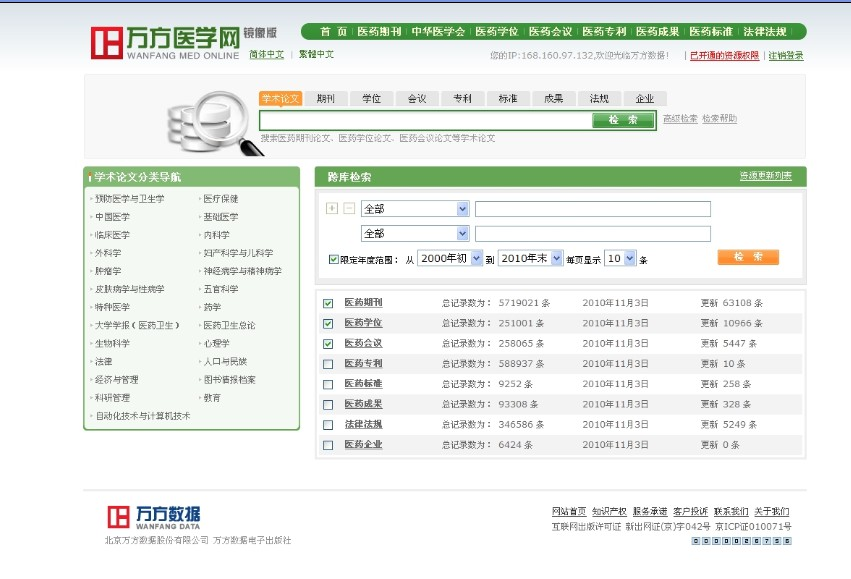 万方医学网 镜像版
WANFANG MED ONLINE 简体中文 | 繁體中文
首 页 | 医药期刊 | 中华医学会 | 医药学位 | 医药会议 | 医药专利 | 医药成果 | 医药标准 | 法律法规
您的IP:168.160.97.132,欢迎光临万方数据! | 已开通的资源权限 | 注销登录
学术论文 期刊 学位 会议 专利 标准 成果 法规 企业
检 索 高级检索 检索帮助
搜索医药期刊论文、医药学位论文、医药会议论文等学术论文
学术论文分类导航
预防医学与卫生学 医疗保健
中国医学 基础医学
临床医学 内科学
外科学 妇产科学与儿科学
肿瘤学 神经病学与精神病学
皮肤病学与性病学 五官科学
特种医学 药学
大学学报(医药卫生) 医药卫生总论
生物科学 心理学
法律 人口与民族
经济与管理 图书情报档案
科研管理 教育
自动化技术与计算机技术
跨库检索 资源更新列表
全部
全部
限定年度范围: 从 2000年初 到 2010年末 每页显示 10 条 检 索
医药期刊 总记录数为: 5719021 条 2010年11月3日 更新 63108 条
医药学位 总记录数为: 251001 条 2010年11月3日 更新 10966 条
医药会议 总记录数为: 258065 条 2010年11月3日 更新 5447 条
医药专利 总记录数为: 588937 条 2010年11月3日 更新 10 条
医药标准 总记录数为: 9252 条 2010年11月3日 更新 258 条
医药成果 总记录数为: 93308 条 2010年11月3日 更新 328 条
法律法规 总记录数为: 346586 条 2010年11月3日 更新 5249 条
医药企业 总记录数为: 6424 条 2010年11月3日 更新 0 条
万方数据
WANFANG DATA
北京万方数据股份有限公司 万方数据电子出版社
网站首页 知识产权 服务承诺 客户投诉 联系我们 关于我们
互联网出版许可证 新出网证(京)字042号 京ICP证010071号